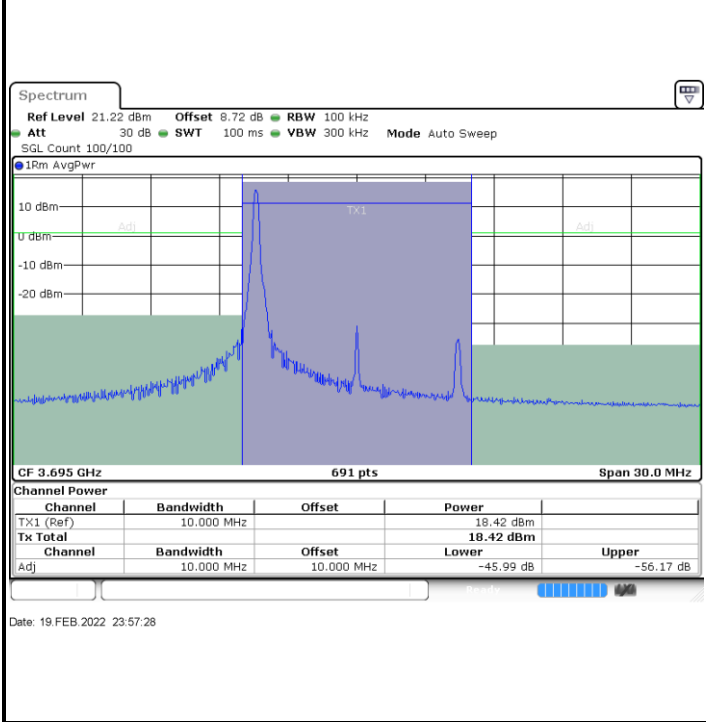 Spectrum
Ref Level 21.22 dBm Offset 8.72 dB RBW 100 kHz
Att 30 dB SWT 100 ms VBW 300 kHz Mode Auto Sweep
SGL Count 100/100
1Rm AvgPwr
10 dBm
TX1
Adj Adj
0 dBm
-10 dBm
-20 dBm
CF 3.695 GHz 691 pts Span 30.0 MHz
Channel Power
Channel Bandwidth Offset Power
TX1 (Ref) 10.000 MHz 18.42 dBm
Tx Total 18.42 dBm
Channel Bandwidth Offset Lower Upper
Adj 10.000 MHz 10.000 MHz -45.99 dB -56.17 dB
Ready
Date: 19.FEB.2022 23:57:28